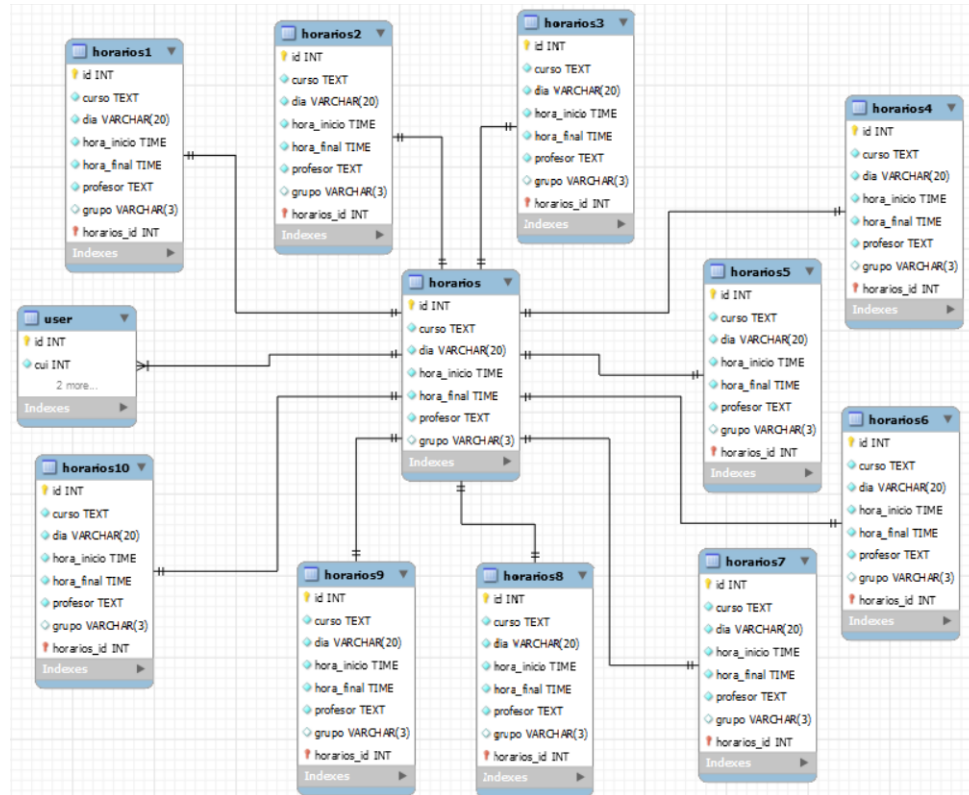 horarios1
id INT
curso TEXT
dia VARCHAR(20)
hora_inicio TIME
hora_final TIME
profesor TEXT
grupo VARCHAR(3)
horarios_id INT
Indexes
horarios2
id INT
curso TEXT
dia VARCHAR(20)
hora_inicio TIME
hora_final TIME
profesor TEXT
grupo VARCHAR(3)
horarios_id INT
Indexes
horarios3
id INT
curso TEXT
dia VARCHAR(20)
hora_inicio TIME
hora_final TIME
profesor TEXT
grupo VARCHAR(3)
horarios_id INT
Indexes
horarios4
id INT
curso TEXT
dia VARCHAR(20)
hora_inicio TIME
hora_final TIME
profesor TEXT
grupo VARCHAR(3)
horarios_id INT
Indexes
user
id INT
cui INT
2 more...
Indexes
horarios
id INT
curso TEXT
dia VARCHAR(20)
hora_inicio TIME
hora_final TIME
profesor TEXT
grupo VARCHAR(3)
Indexes
horarios5
id INT
curso TEXT
dia VARCHAR(20)
hora_inicio TIME
hora_final TIME
profesor TEXT
grupo VARCHAR(3)
horarios_id INT
Indexes
horarios6
id INT
curso TEXT
dia VARCHAR(20)
hora_inicio TIME
hora_final TIME
profesor TEXT
grupo VARCHAR(3)
horarios_id INT
Indexes
horarios10
id INT
curso TEXT
dia VARCHAR(20)
hora_inicio TIME
hora_final TIME
profesor TEXT
grupo VARCHAR(3)
horarios_id INT
Indexes
horarios9
id INT
curso TEXT
dia VARCHAR(20)
hora_inicio TIME
hora_final TIME
profesor TEXT
grupo VARCHAR(3)
horarios_id INT
Indexes
horarios8
id INT
curso TEXT
dia VARCHAR(20)
hora_inicio TIME
hora_final TIME
profesor TEXT
grupo VARCHAR(3)
horarios_id INT
Indexes
horarios7
id INT
curso TEXT
dia VARCHAR(20)
hora_inicio TIME
hora_final TIME
profesor TEXT
grupo VARCHAR(3)
horarios_id INT
Indexes